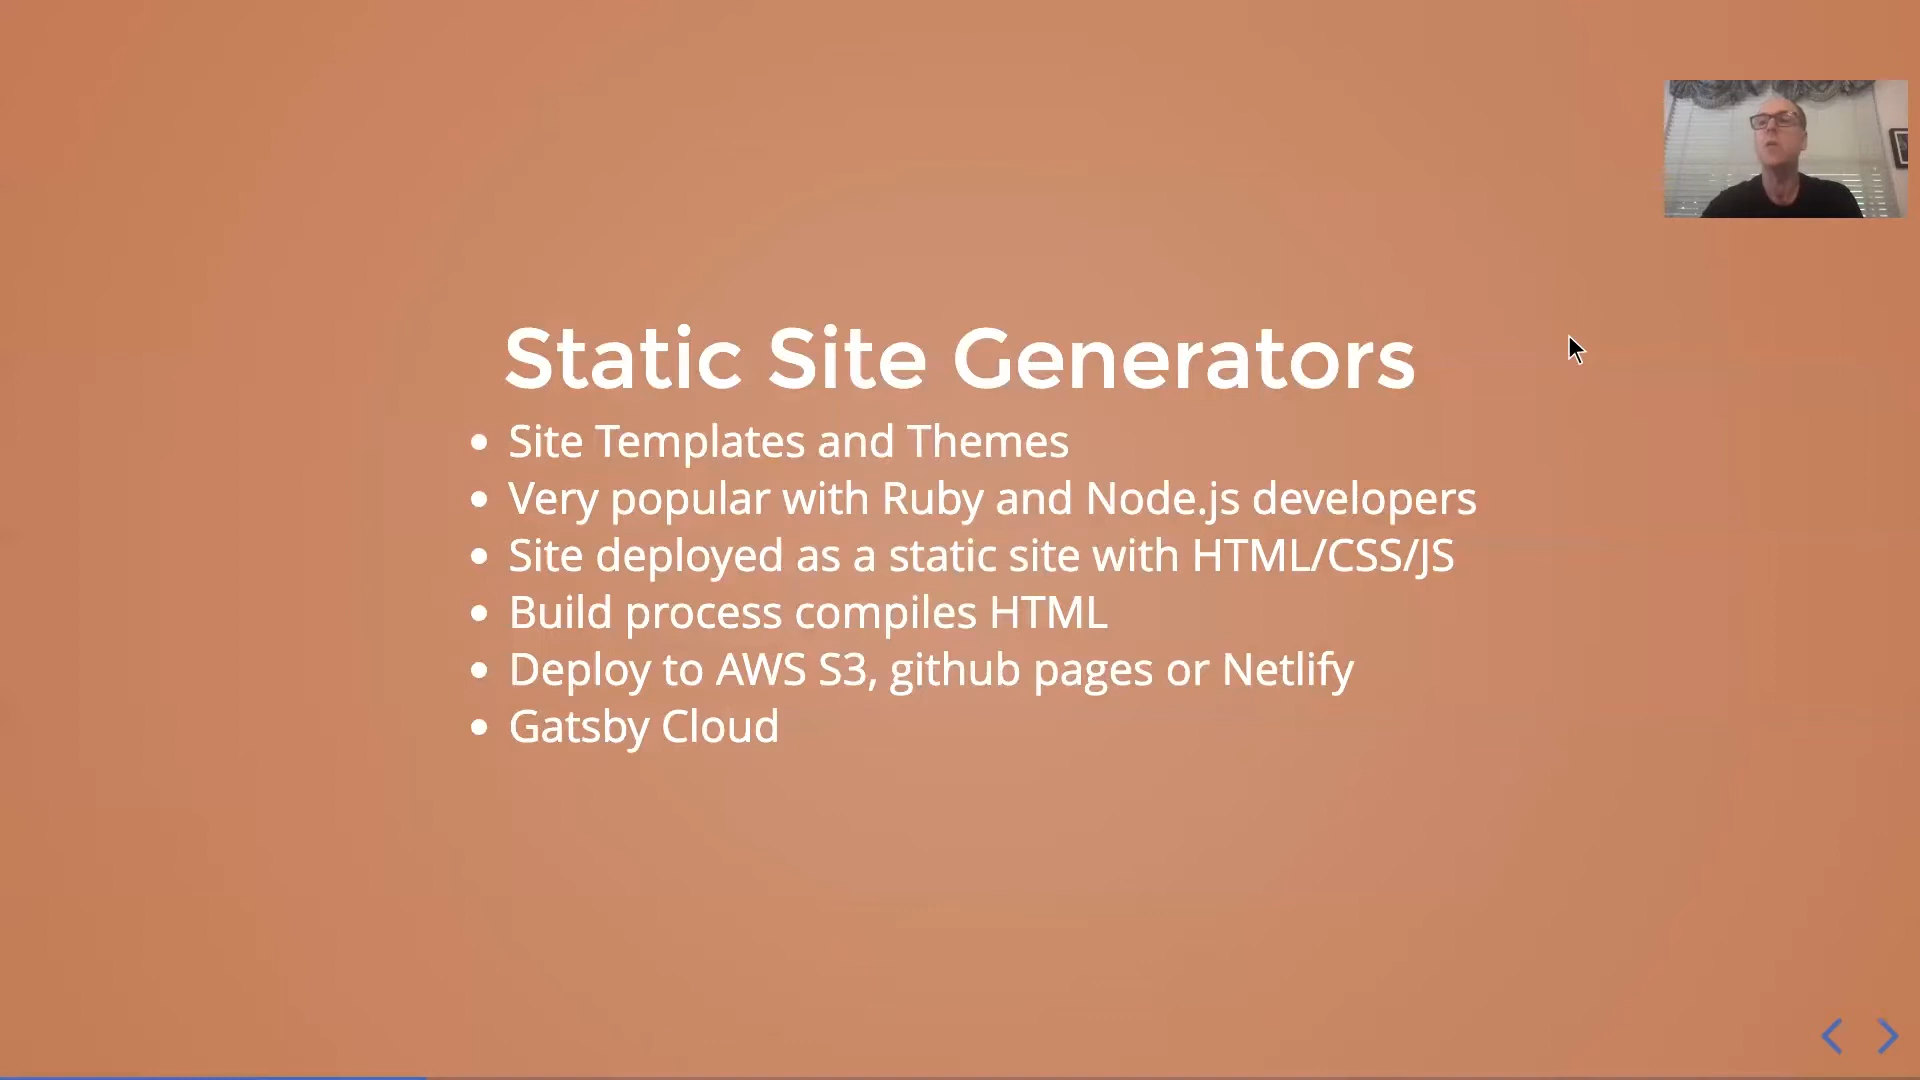 Static Site Generators
Site Templates and Themes
Very popular with Ruby and Node.js developers
Site deployed as a static site with HTML/CSS/JS
Build process compiles HTML
Deploy to AWS S3, github pages or Netlify
Gatsby Cloud